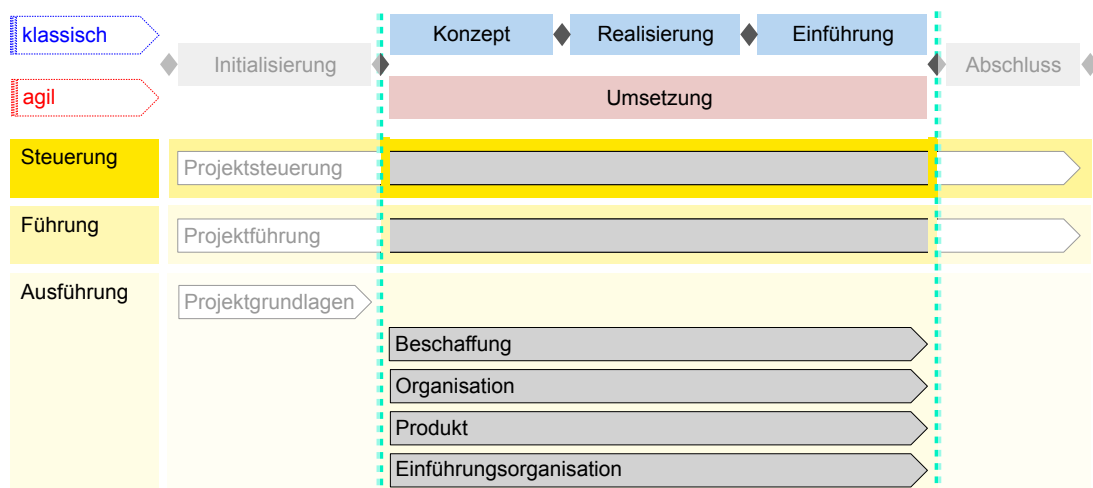 klassisch
Konzept
Realisierung
Einführung
Initialisierung
Abschluss
agil
Umsetzung
Steuerung
Projektsteuerung
Führung
Projektführung
Ausführung
Projektgrundlagen
Beschaffung
Organisation
Produkt
Einführungsorganisation